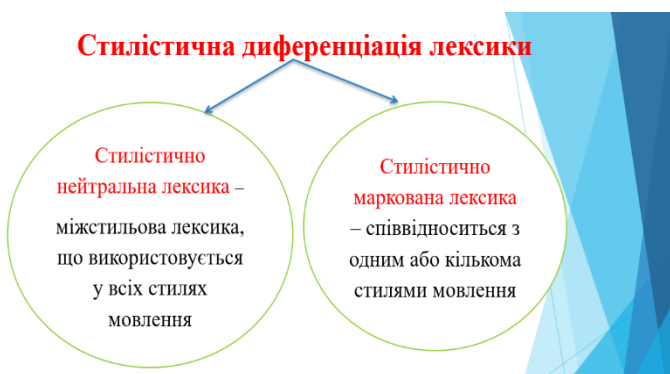 Стилістична диференціація лексики
Стилістично
нейтральна лексика –
міжстильова лексика,
що використовується
у всіх стилях
мовлення
Стилістично
маркована лексика
– співвідноситься з
одним або кількома
стилями мовлення